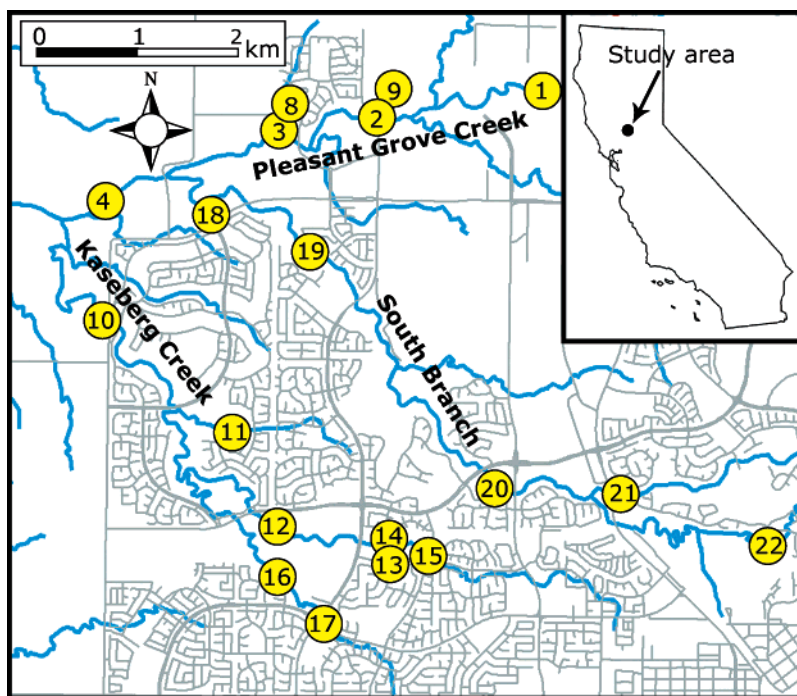 0 1 2
km
N
Study area
1
9
8
2
3
Pleasant Grove Creek
4
18
19
Kaseberg Creek
10
South Branch
11
20
21
12
14
22
15
13
16
17